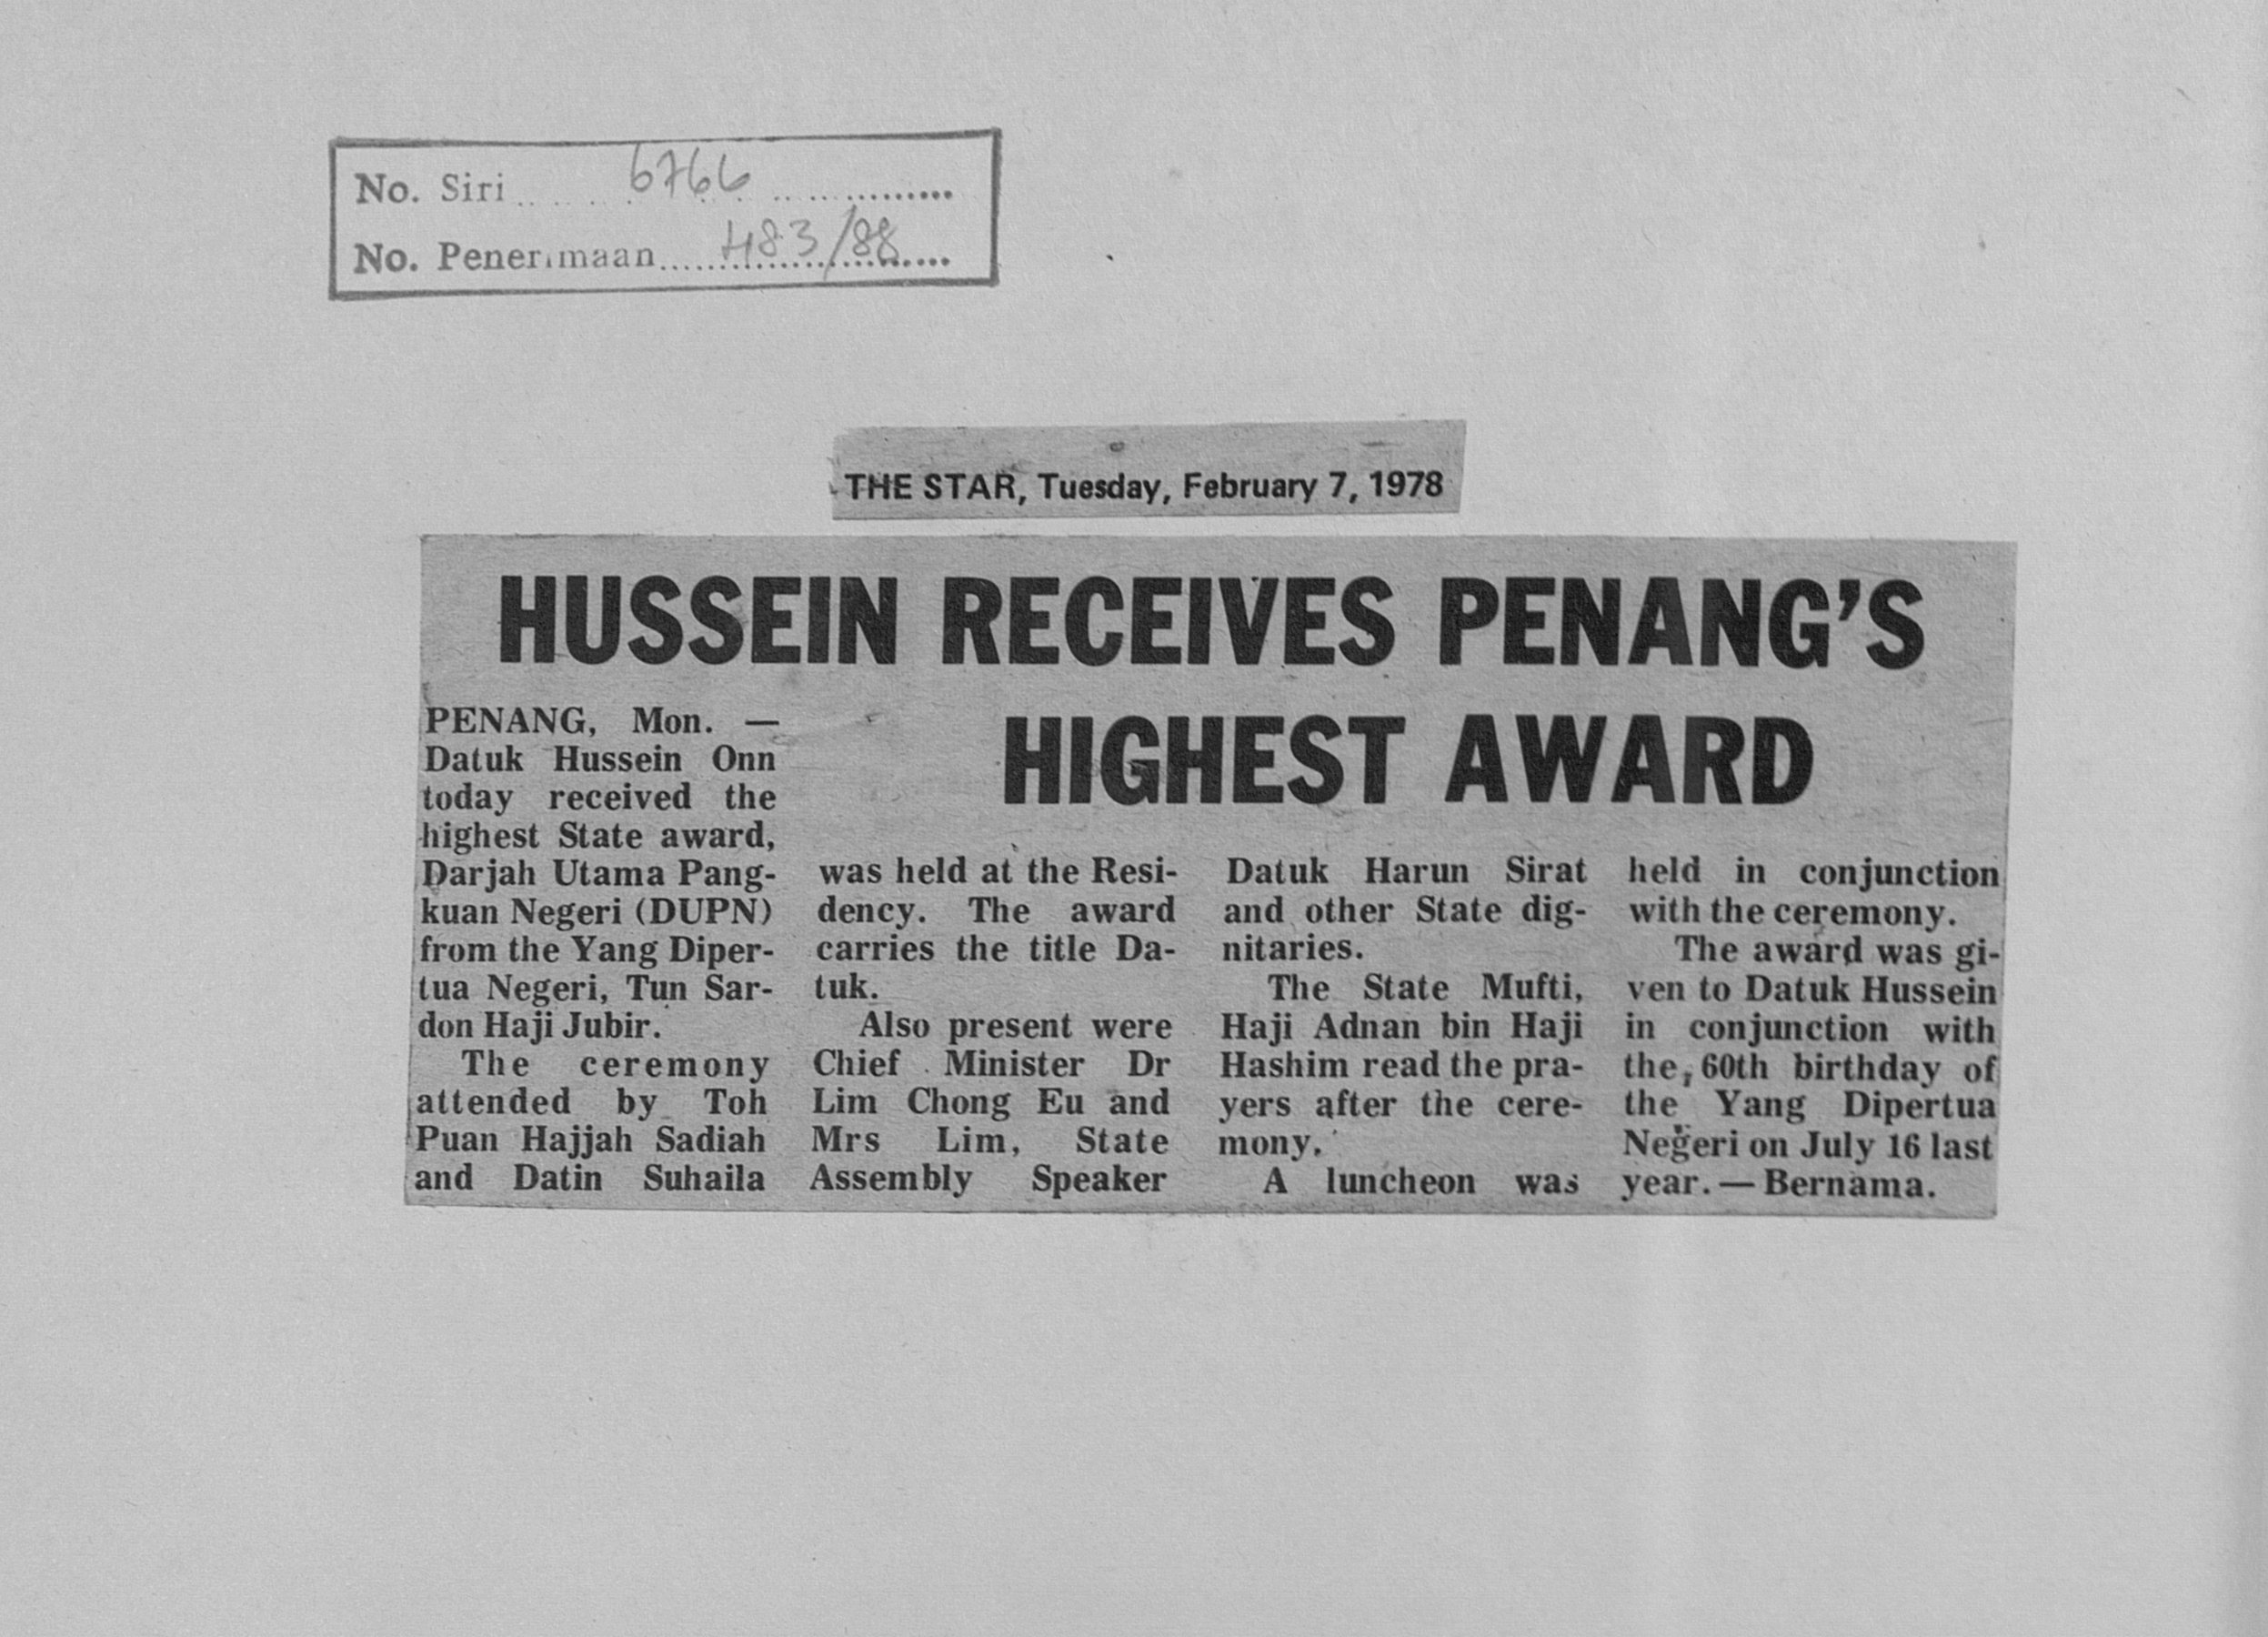 No. Siri 6766
No. Penerimaan 483/88
THE STAR, Tuesday, February 7, 1978
HUSSEIN RECEIVES PENANG'S
HIGHEST AWARD
PENANG, Mon. —
Datuk Hussein Onn
today received the
highest State award,
Darjah Utama Pang-
kuan Negeri (DUPN)
from the Yang Diper-
tua Negeri, Tun Sar-
don Haji Jubir.
The ceremony
attended by Toh
Puan Hajjah Sadiah
and Datin Suhaila
was held at the Resi-
dency. The award
carries the title Da-
tuk.
Also present were
Chief Minister Dr
Lim Chong Eu and
Mrs Lim, State
Assembly Speaker
Datuk Harun Sirat
and other State dig-
nitaries.
The State Mufti,
Haji Adnan bin Haji
Hashim read the pra-
yers after the cere-
mony.
A luncheon was
held in conjunction
with the ceremony.
The award was gi-
ven to Datuk Hussein
in conjunction with
the 60th birthday of
the Yang Dipertua
Negeri on July 16 last
year. — Bernama.